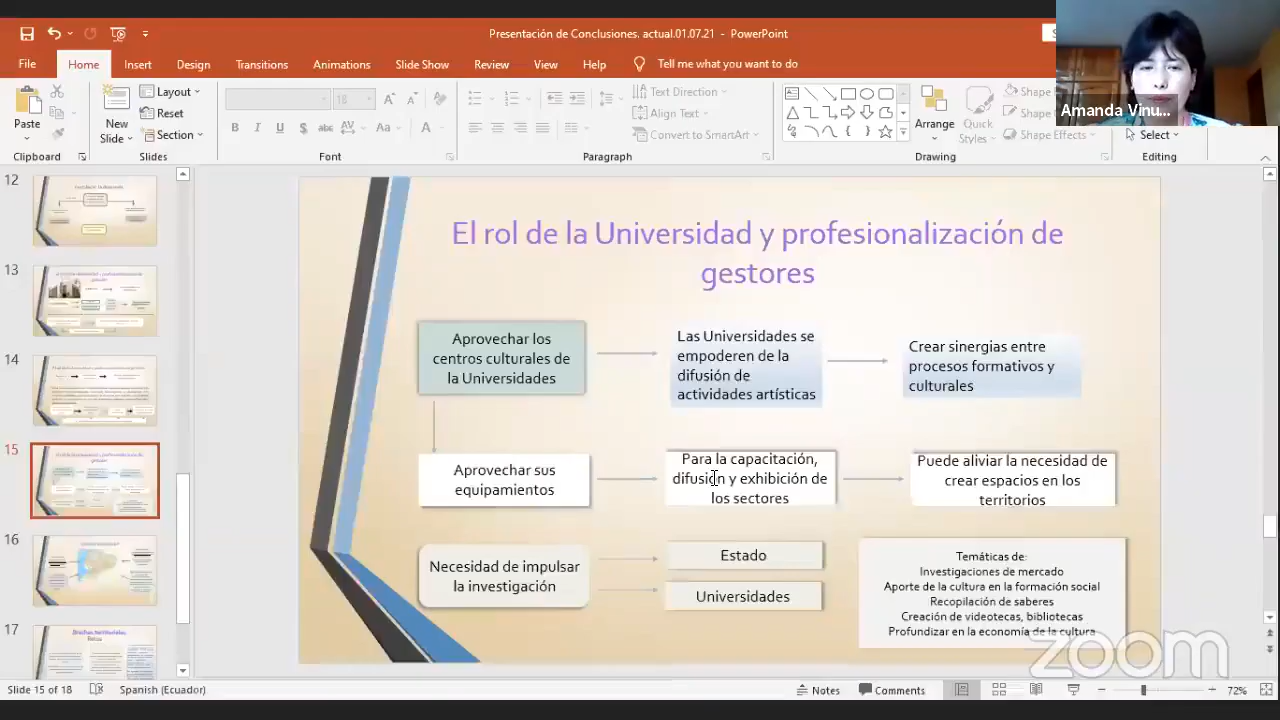 Presentación de Conclusiones. actual.01.07.21 - PowerPoint
File Home Insert Design Transitions Animations Slide Show Review View Help Tell me what you want to do
Amanda Vinu...
Paste
Clipboard
New
Slide
Layout
Reset
Section
Slides
18
Font
Text Direction
Align Text
Convert to SmartArt
Paragraph
Arrange
Quick
Styles
Shape
Shape
Shape Effects
Drawing
Select
Editing
12
13
14
15
16
17
El rol de la Universidad y profesionalización de
gestores
Aprovechar los
centros culturales de
la Universidades
Las Universidades se
empoderen de la
difusión de
actividades artísticas
Crear sinergias entre
procesos formativos y
culturales
Aprovechar sus
equipamientos
Para la capacitación,
difusión y exhibición de
los sectores
Puede aliviar la necesidad de
crear espacios en los
territorios
Necesidad de impulsar
la investigación
Estado
Universidades
Temáticas de:
Investigaciones de mercado
Aporte de la cultura en la formación social
Recopilación de saberes
Creación de videotecas, bibliotecas
Profundizar en la economía de la cultura
zoom
Slide 15 of 18 Spanish (Ecuador) Notes Comments 72%